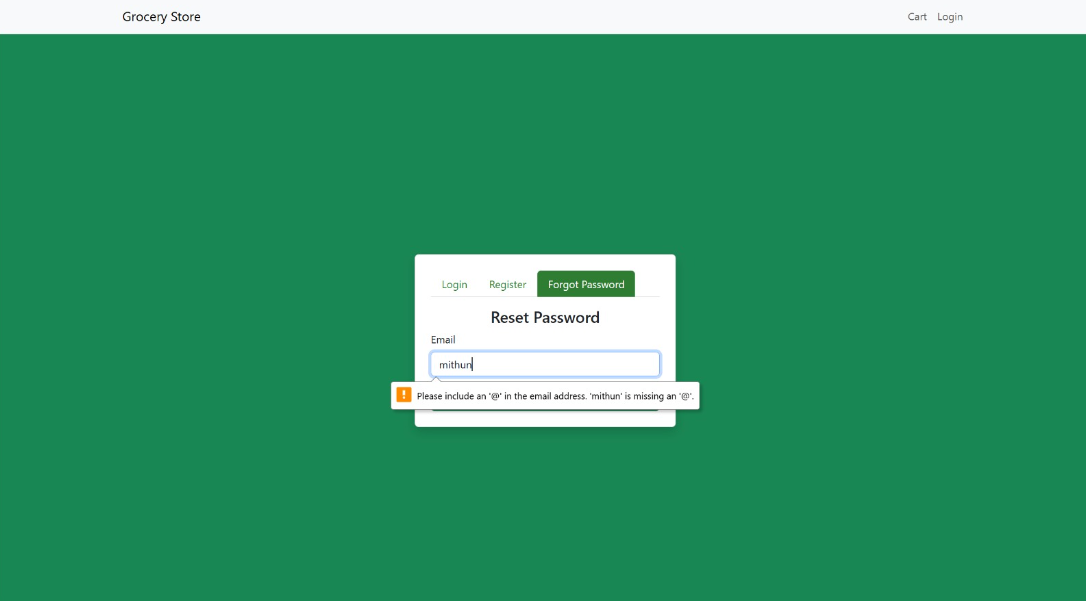 Grocery Store Cart Login
Login Register Forgot Password
Reset Password
Email
mithun
Please include an '@' in the email address. 'mithun' is missing an '@'.